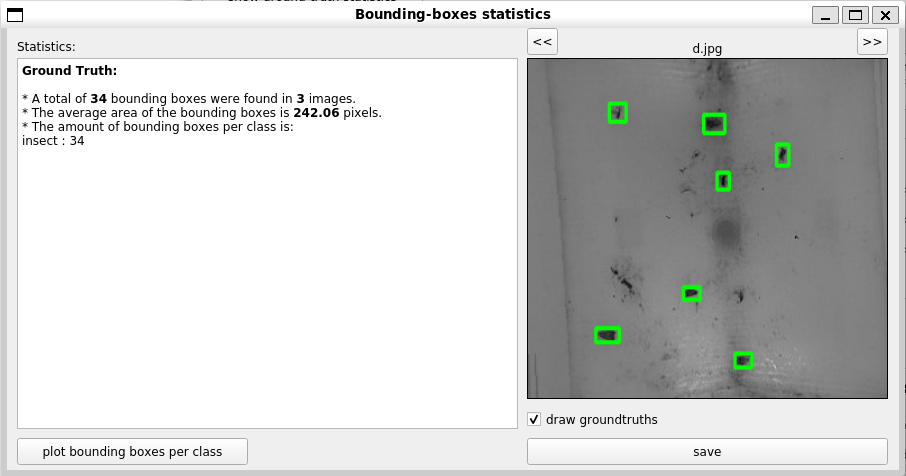 Bounding-boxes statistics
Statistics:
Ground Truth:
* A total of 34 bounding boxes were found in 3 images.
* The average area of the bounding boxes is 242.06 pixels.
* The amount of bounding boxes per class is:
insect : 34
<<
d.jpg
>>
draw groundtruths
plot bounding boxes per class
save